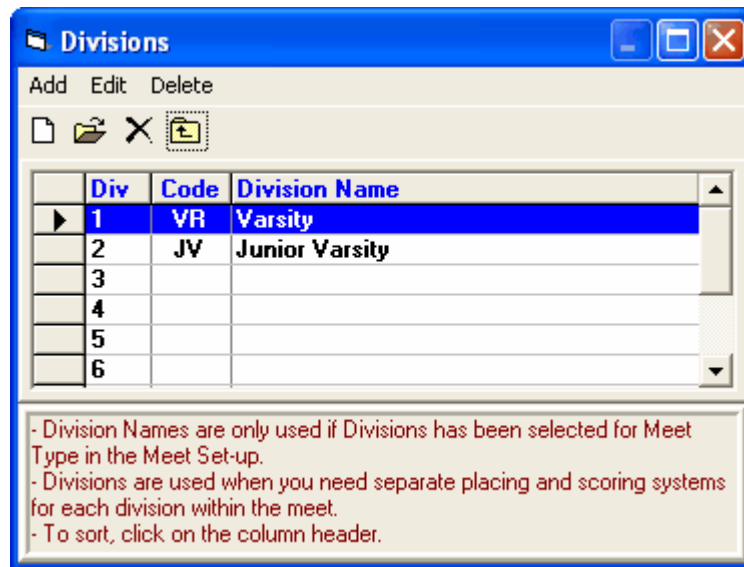 Divisions
Add Edit Delete
Div Code Division Name
1 VR Varsity
2 JV Junior Varsity
3
4
5
6
- Division Names are only used if Divisions has been selected for Meet
Type in the Meet Set-up.
- Divisions are used when you need separate placing and scoring systems
for each division within the meet.
- To sort, click on the column header.